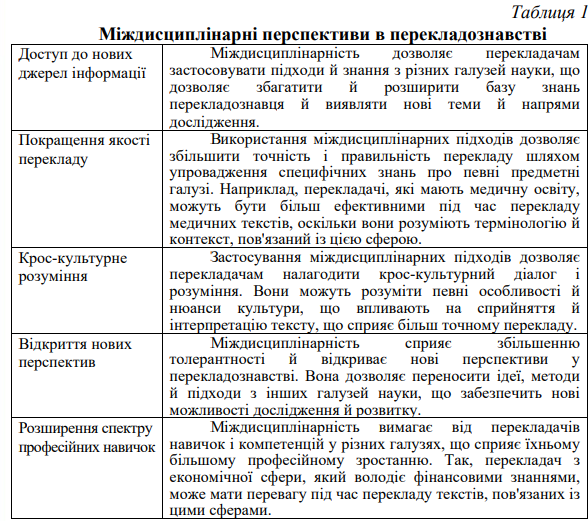 Таблиця 1
Міждисциплінарні перспективи в перекладознавстві
Доступ до нових
джерел інформації
Міждисциплінарність дозволяє перекладачам
застосовувати підходи й знання з різних галузей науки, що
дозволяє збагатити й розширити базу знань
перекладознавця й виявляти нові теми й напрями
дослідження.
Покращення якості
перекладу
Використання міждисциплінарних підходів дозволяє
збільшити точність і правильність перекладу шляхом
упровадження специфічних знань про певні предметні
галузі. Наприклад, перекладачі, які мають медичну освіту,
можуть бути більш ефективними під час перекладу
медичних текстів, оскільки вони розуміють термінологію й
контекст, пов'язаний із цією сферою.
Крос-культурне
розуміння
Застосування міждисциплінарних підходів дозволяє
перекладачам налагодити крос-культурний діалог і
розуміння. Вони можуть розуміти певні особливості й
нюанси культури, що впливають на сприйняття й
інтерпретацію тексту, що сприяє більш точному перекладу.
Відкриття нових
перспектив
Міждисциплінарність сприяє збільшенню
толерантності й відкриває нові перспективи у
перекладознавстві. Вона дозволяє переносити ідеї, методи
й підходи з інших галузей науки, що забезпечить нові
можливості дослідження й розвитку.
Розширення спектру
професійних навичок
Міждисциплінарність вимагає від перекладачів
навичок і компетенцій у різних галузях, що сприяє їхньому
більшому професійному зростанню. Так, перекладач з
економічної сфери, який володіє фінансовими знаннями,
може мати перевагу під час перекладу текстів, пов'язаних із
цими сферами.